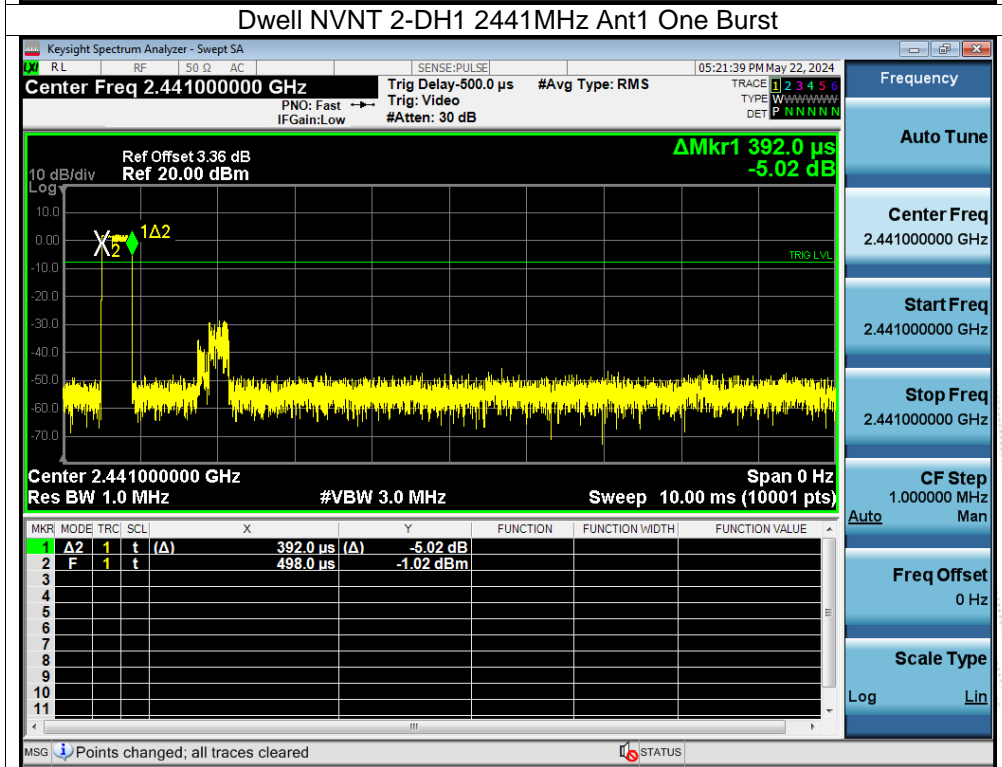 Dwell NVNT 2-DH1 2441MHz Ant1 One Burst
Keysight Spectrum Analyzer - Swept SA
LXI RL RF 50 Ω AC SENSE:PULSE 05:21:39 PM May 22, 2024
Center Freq 2.441000000 GHz
PNO: Fast
IFGain:Low
Trig Delay-500.0 µs
Trig: Video
#Atten: 30 dB
#Avg Type: RMS
TRACE 1 2 3 4 5 6
TYPE WWWWWW
DET P N N N N N
Ref Offset 3.36 dB
10 dB/div Ref 20.00 dBm
Log
ΔMkr1 392.0 µs
-5.02 dB
10.0
0.00
-10.0
-20.0
-30.0
-40.0
-50.0
-60.0
-70.0
X2 1Δ2
TRIG LVL
Center 2.441000000 GHz Span 0 Hz
Res BW 1.0 MHz #VBW 3.0 MHz Sweep 10.00 ms (10001 pts)
MKR MODE TRC SCL X Y FUNCTION FUNCTION WIDTH FUNCTION VALUE
1 Δ2 1 t (Δ) 392.0 µs (Δ) -5.02 dB
2 F 1 t 498.0 µs -1.02 dBm
3
4
5
6
7
8
9
10
11
MSG Points changed; all traces cleared STATUS
Frequency
Auto Tune
Center Freq
2.441000000 GHz
Start Freq
2.441000000 GHz
Stop Freq
2.441000000 GHz
CF Step
1.000000 MHz
Auto Man
Freq Offset
0 Hz
Scale Type
Log Lin